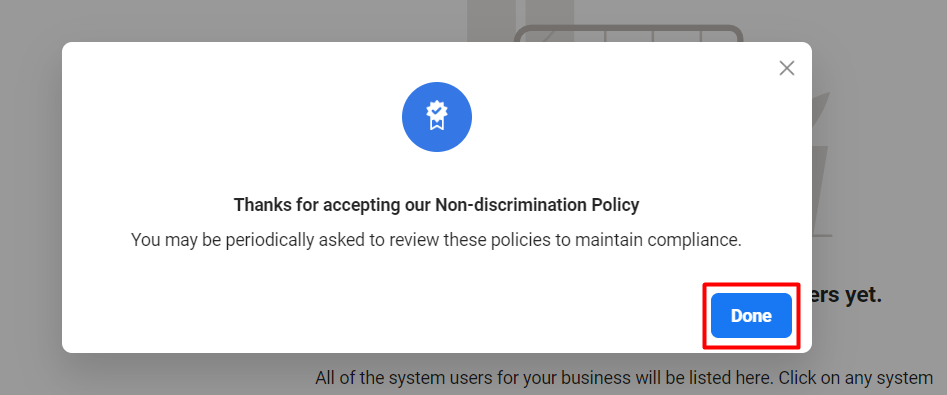 Thanks for accepting our Non-discrimination Policy
You may be periodically asked to review these policies to maintain compliance.
yet.
Done
All of the system users for your business will be listed here. Click on any system